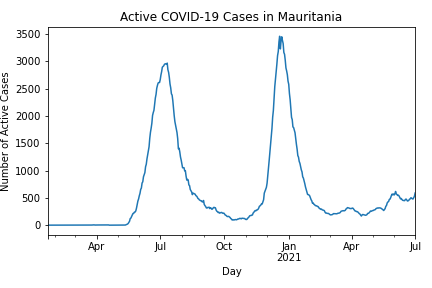 Active COVID-19 Cases in Mauritania
Number of Active Cases
3500
3000
2500
2000
1500
1000
500
0
Apr Jul Oct Jan Apr Jul
2021
Day